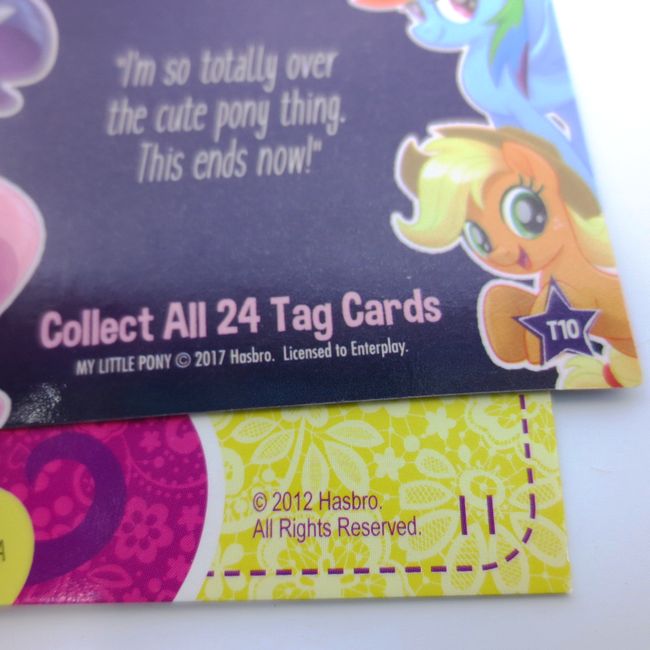 "I'm so totally over
the cute pony thing.
This ends now!"
Collect All 24 Tag Cards
MY LITTLE PONY © 2017 Hasbro. Licensed to Enterplay.
T10
© 2012 Hasbro.
All Rights Reserved.
11
A